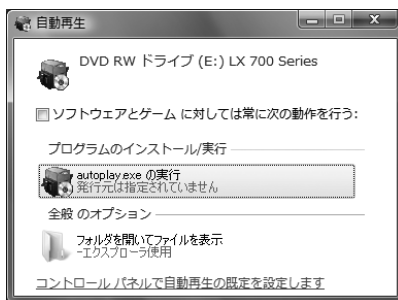 自動再生
DVD RW ドライブ (E:) LX 700 Series
ソフトウェアとゲーム に対しては常に次の動作を行う:
プログラムのインストール/実行
autoplay.exe の実行
発行元は指定されていません
全般 のオプション
フォルダを開いてファイルを表示
-エクスプローラ使用
コントロール パネルで自動再生の既定を設定します